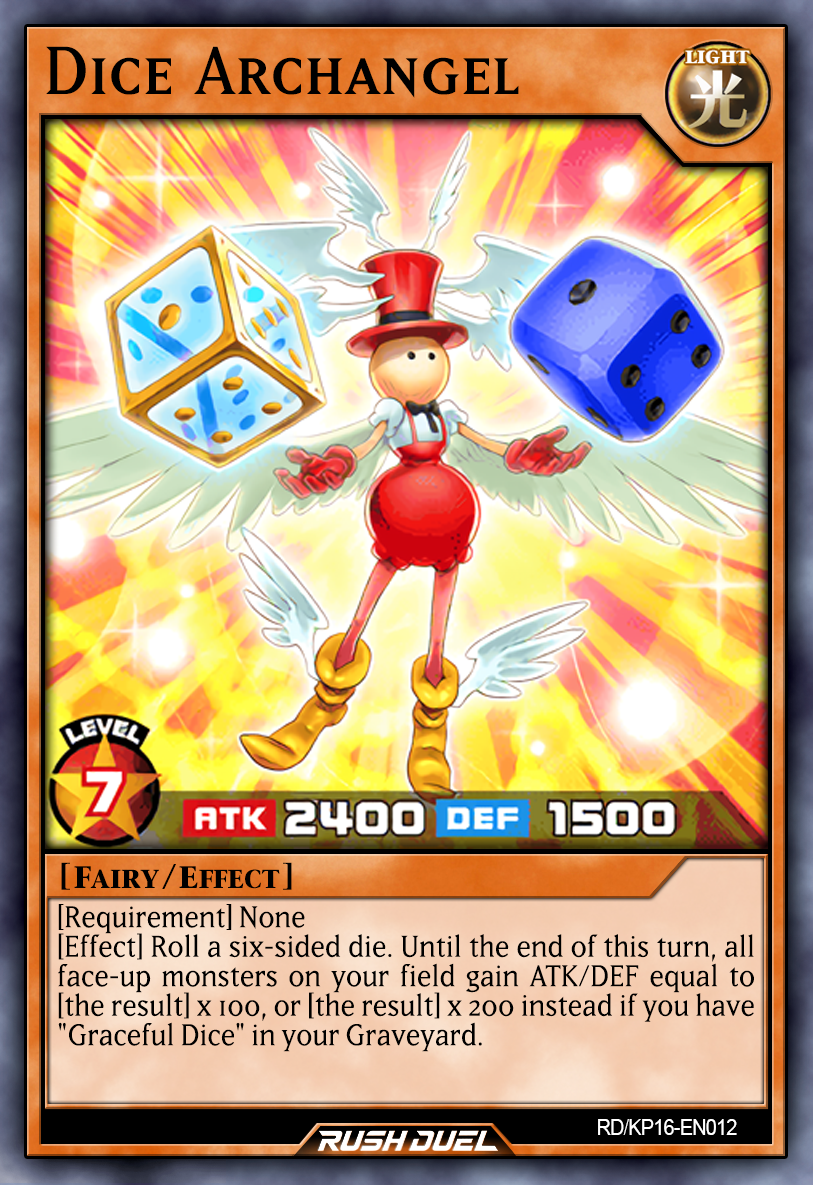 Dice Archangel
LIGHT
光
LEVEL
7
ATK 2400 DEF 1500
[Fairy/Effect]
[Requirement] None
[Effect] Roll a six-sided die. Until the end of this turn, all
face-up monsters on your field gain ATK/DEF equal to
[the result] x 100, or [the result] x 200 instead if you have
"Graceful Dice" in your Graveyard.
RUSH DUEL
RD/KP16-EN012